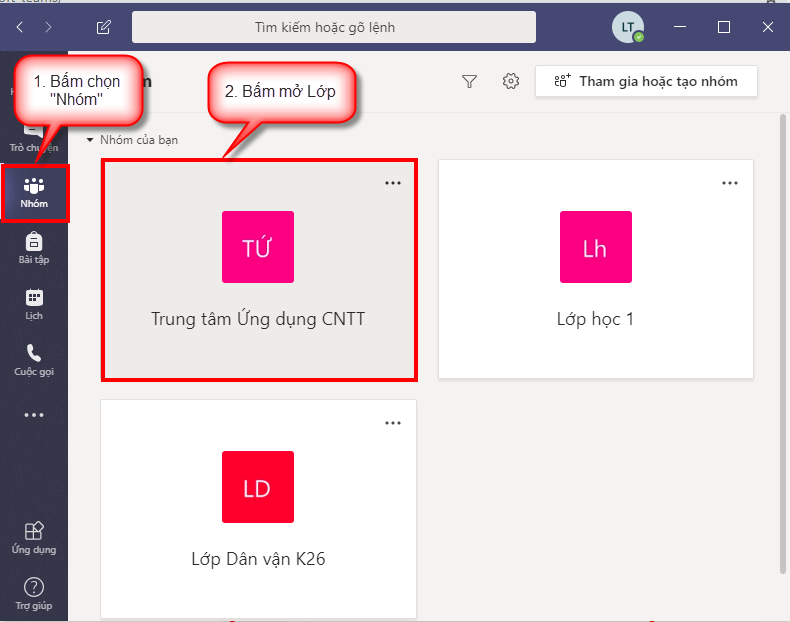 Tìm kiếm hoặc gõ lệnh
LT
1. Bấm chọn
"Nhóm"
2. Bấm mở Lớp
Tham gia hoặc tạo nhóm
Trò chuyện
Nhóm
Bài tập
Lịch
Cuộc gọi
Ứng dụng
Trợ giúp
Nhóm của bạn
TỨ
Trung tâm Ứng dụng CNTT
Lh
Lớp học 1
LD
Lớp Dân vận K26